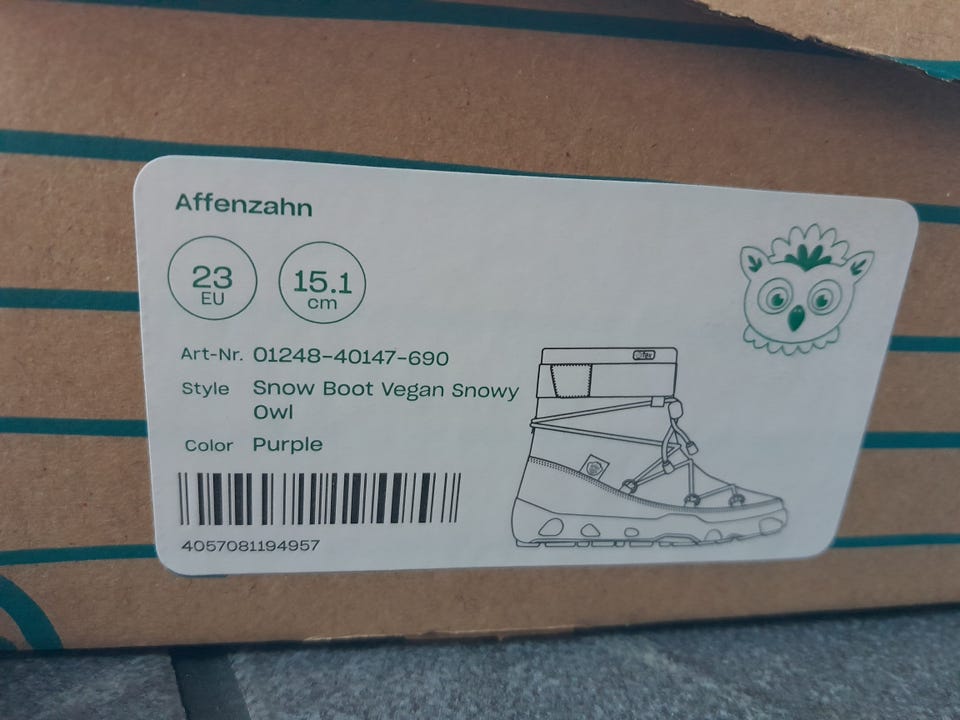 Affenzahn
23 EU
15.1 cm
Art-Nr. 01248-40147-690
Style Snow Boot Vegan Snowy
Owl
Color Purple
4057081194957